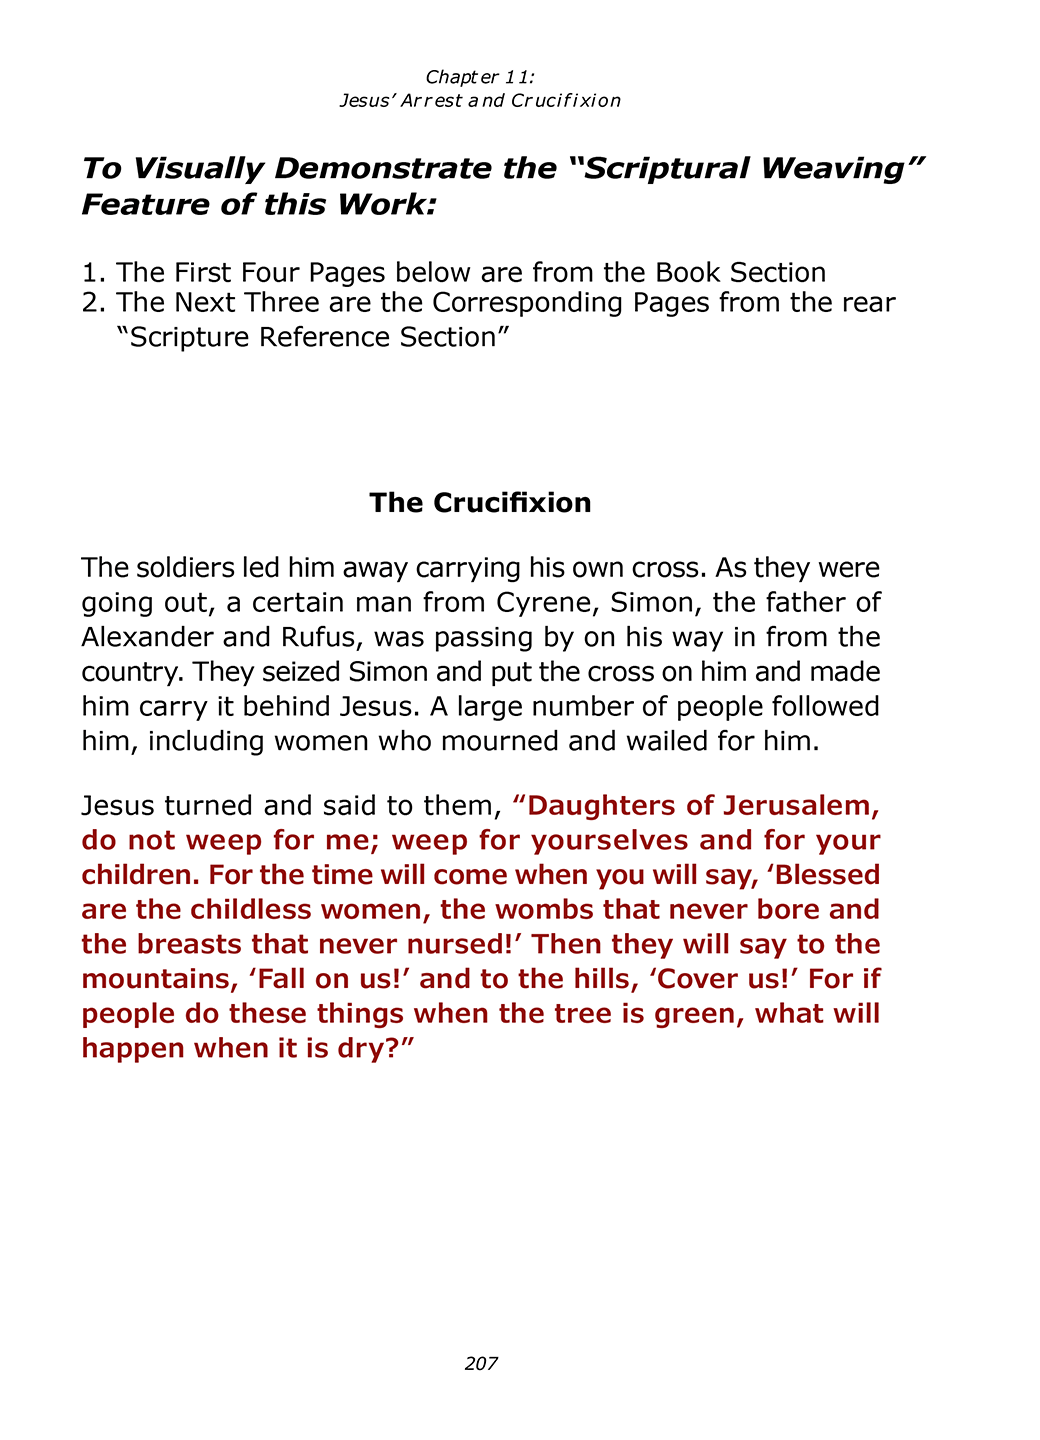 Chapter 11:
Jesus’ Arrest and Crucifixion
To Visually Demonstrate the “Scriptural Weaving”
Feature of this Work:
1. The First Four Pages below are from the Book Section
2. The Next Three are the Corresponding Pages from the rear
“Scripture Reference Section”
The Crucifixion
The soldiers led him away carrying his own cross. As they were
going out, a certain man from Cyrene, Simon, the father of
Alexander and Rufus, was passing by on his way in from the
country. They seized Simon and put the cross on him and made
him carry it behind Jesus. A large number of people followed
him, including women who mourned and wailed for him.
Jesus turned and said to them, “Daughters of Jerusalem,
do not weep for me; weep for yourselves and for your
children. For the time will come when you will say, ‘Blessed
are the childless women, the wombs that never bore and
the breasts that never nursed!’ Then they will say to the
mountains, ‘Fall on us!’ and to the hills, ‘Cover us!’ For if
people do these things when the tree is green, what will
happen when it is dry?”
207